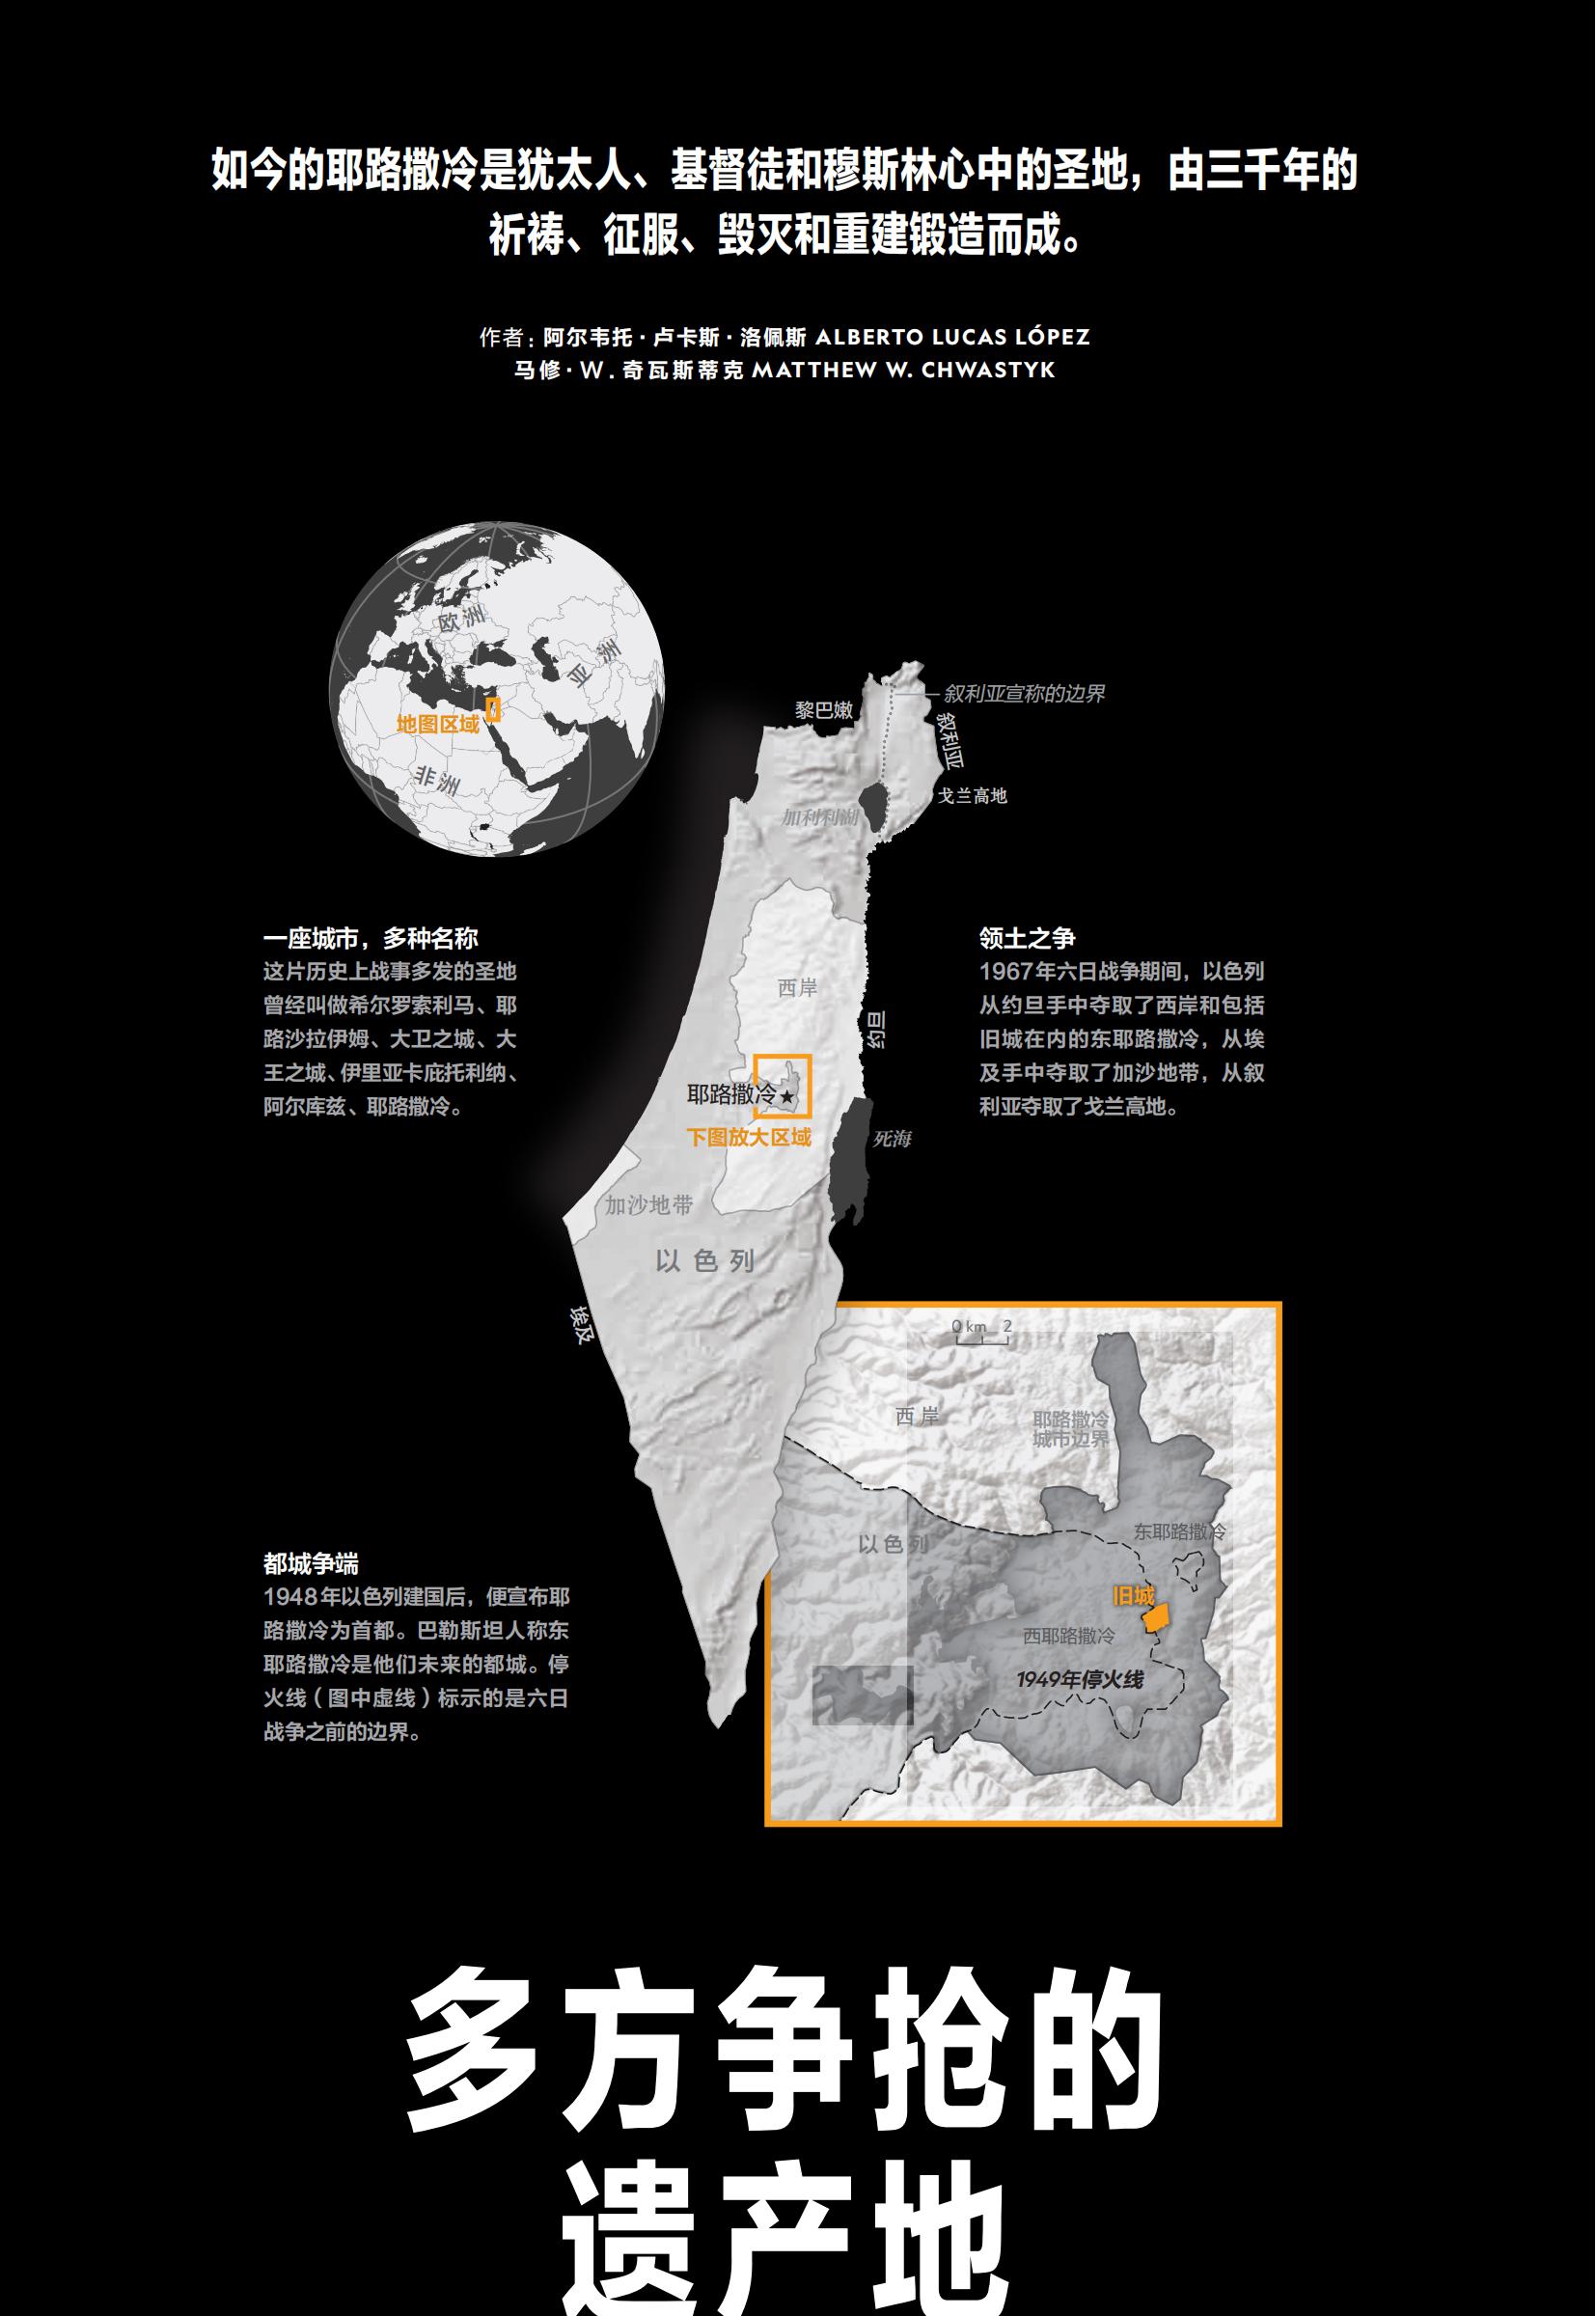 如今的耶路撒冷是犹太人、基督徒和穆斯林心中的圣地，由三千年的
祈祷、征服、毁灭和重建锻造而成。
作者：阿尔韦托·卢卡斯·洛佩斯 ALBERTO LUCAS LÓPEZ
马修·W.奇瓦斯蒂克 MATTHEW W. CHWASTYK
欧洲
亚洲
地图区域
非洲
黎巴嫩
叙利亚宣称的边界
叙利亚
戈兰高地
加利利湖
一座城市，多种名称
这片历史上战事多发的圣地
曾经叫做希尔罗索利马、耶
路沙拉伊姆、大卫之城、大
王之城、伊里亚卡庇托利纳、
阿尔库兹、耶路撒冷。
西岸
约旦
耶路撒冷
下图放大区域
死海
加沙地带
以色列
埃及
领土之争
1967年六日战争期间，以色列
从约旦手中夺取了西岸和包括
旧城在内的东耶路撒冷，从埃
及手中夺取了加沙地带，从叙
利亚夺取了戈兰高地。
0 km 2
西岸
耶路撒冷
城市边界
以色列
东耶路撒冷
旧城
西耶路撒冷
1949年停火线
都城争端
1948年以色列建国后，便宣布耶
路撒冷为首都。巴勒斯坦人称东
耶路撒冷是他们未来的都城。停
火线（图中虚线）标示的是六日
战争之前的边界。
多方争抢的
遗产地